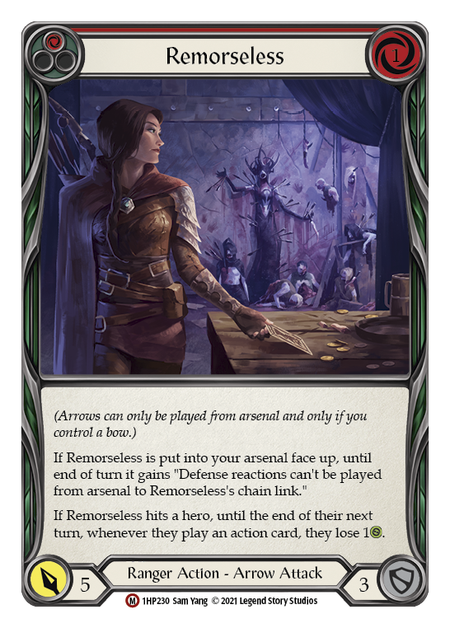 1
Remorseless
(Arrows can only be played from arsenal and only if you
control a bow.)
If Remorseless is put into your arsenal face up, until
end of turn it gains "Defense reactions can't be played
from arsenal to Remorseless's chain link."
If Remorseless hits a hero, until the end of their next
turn, whenever they play an action card, they lose 1.
5
Ranger Action - Arrow Attack
3
M 1HP230 Sam Yang © 2021 Legend Story Studios